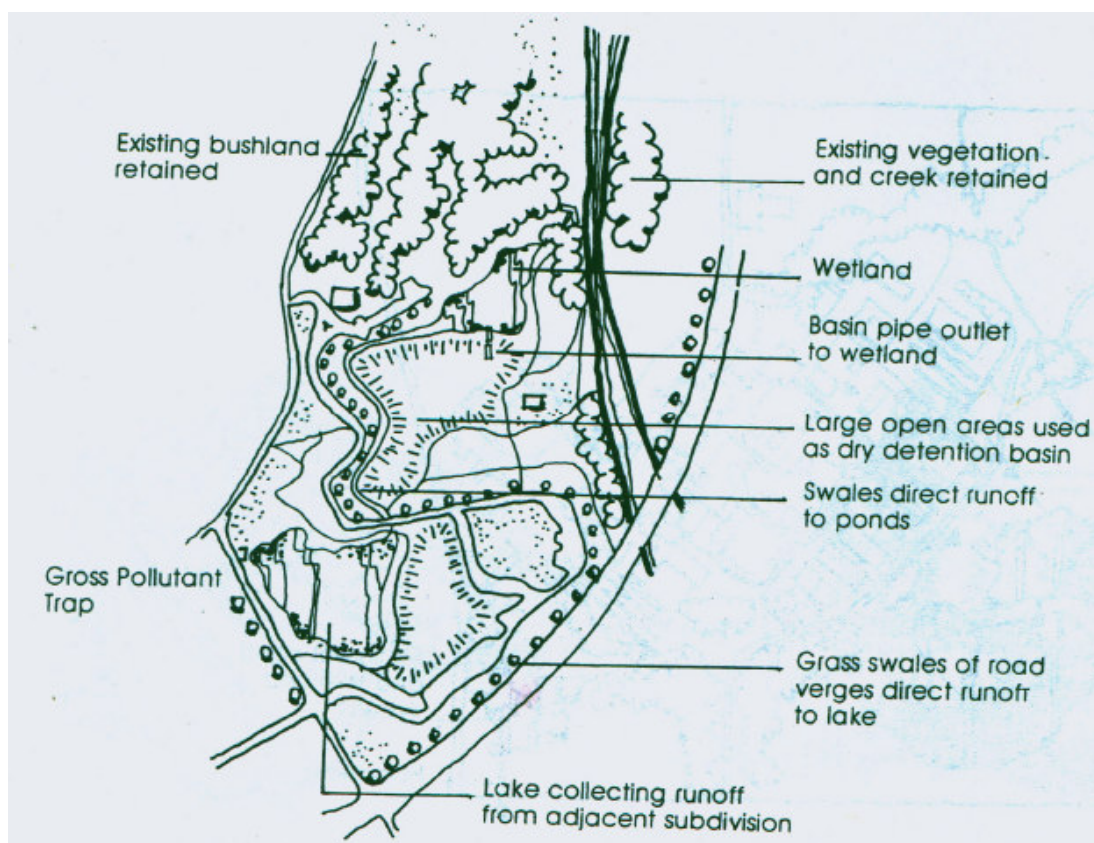 Existing bushland
retained
Existing vegetation
and creek retained
Wetland
Basin pipe outlet
to wetland
Large open areas used
as dry detention basin
Swales direct runoff
to ponds
Gross Pollutant
Trap
Grass swales of road
verges direct runoff
to lake
Lake collecting runoff
from adjacent subdivision